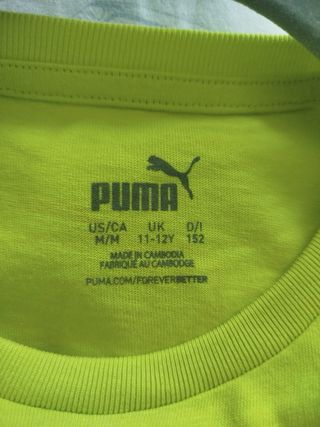 PUMA
US/CA UK D/I
M/M 11-12Y 152
MADE IN CAMBODIA
FABRIQUÉ AU CAMBODGE
PUMA.COM/FOREVERBETTER